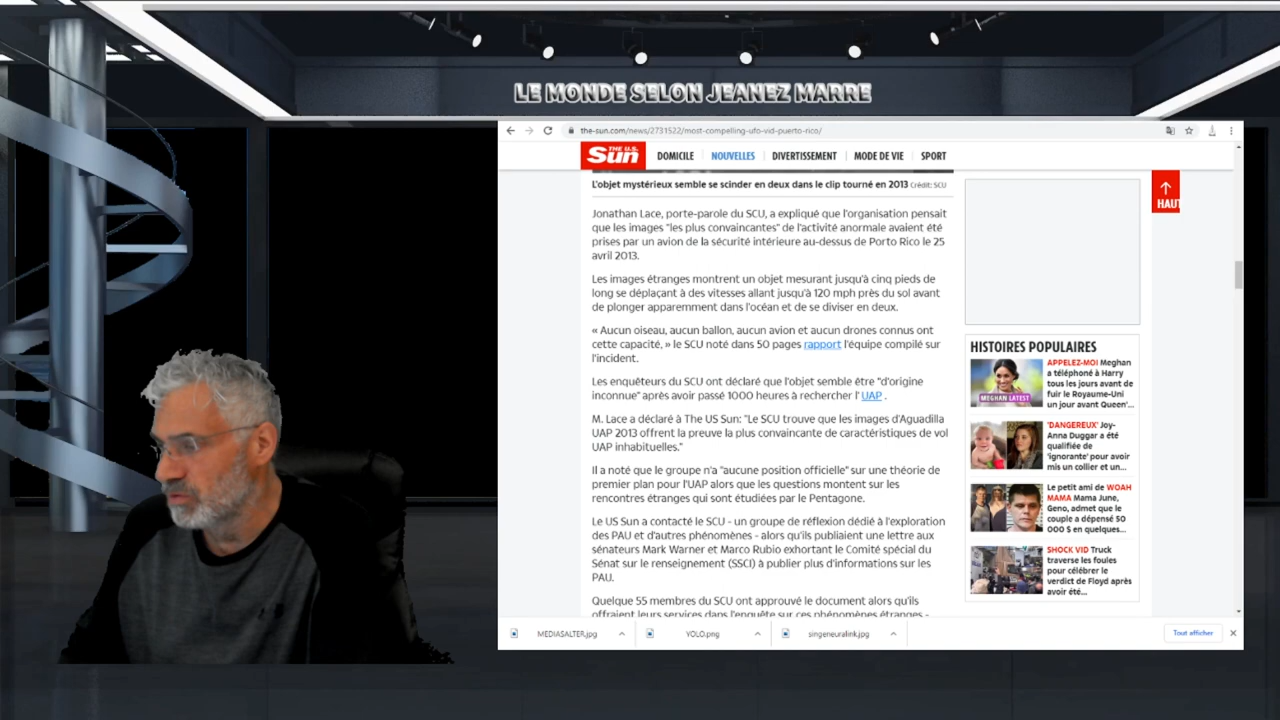 LE MONDE SELON JEANEZ MARRE
the-sun.com/news/2731522/most-compelling-ufo-vid-puerto-rico/
THE U.S. Sun
DOMICILE NOUVELLES DIVERTISSEMENT MODE DE VIE SPORT
L'objet mystérieux semble se scinder en deux dans le clip tourné en 2013 Crédit: SCU
Jonathan Lace, porte-parole du SCU, a expliqué que l'organisation pensait
que les images "les plus convaincantes" de l'activité anormale avaient été
prises par un avion de la sécurité intérieure au-dessus de Porto Rico le 25
avril 2013.
Les images étranges montrent un objet mesurant jusqu'à cinq pieds de
long se déplaçant à des vitesses allant jusqu'à 120 mph près du sol avant
de plonger apparemment dans l'océan et de se diviser en deux.
« Aucun oiseau, aucun ballon, aucun avion et aucun drones connus ont
cette capacité, » le SCU noté dans 50 pages rapport l'équipe compilé sur
l'incident.
Les enquêteurs du SCU ont déclaré que l'objet semble être "d'origine
inconnue" après avoir passé 1000 heures à rechercher l' UAP .
M. Lace a déclaré à The US Sun: "Le SCU trouve que les images d'Aguadilla
UAP 2013 offrent la preuve la plus convaincante de caractéristiques de vol
UAP inhabituelles."
Il a noté que le groupe n'a "aucune position officielle" sur une théorie de
premier plan pour l'UAP alors que les questions montent sur les
rencontres étranges qui sont étudiées par le Pentagone.
Le US Sun a contacté le SCU - un groupe de réflexion dédié à l'exploration
des PAU et d'autres phénomènes - alors qu'ils publiaient une lettre aux
sénateurs Mark Warner et Marco Rubio exhortant le Comité spécial du
Sénat sur le renseignement (SSCI) à publier plus d'informations sur les
PAU.
Quelque 55 membres du SCU ont approuvé le document alors qu'ils
offraient leurs services dans l'enquête sur ces phénomènes étranges -
HAUT
HISTOIRES POPULAIRES
MEGHAN LATEST
APPELEZ-MOI Meghan
a téléphoné à Harry
tous les jours avant de
fuir le Royaume-Uni
un jour avant Queen'...
'DANGEREUX' Joy-
Anna Duggar a été
qualifiée de
'ignorante' pour avoir
mis un collier et un...
Le petit ami de WOAH
MAMA Mama June,
Geno, admet que le
couple a dépensé 50
000 $ en quelques...
SHOCK VID Truck
traverse les foules
pour célébrer le
verdict de Floyd après
avoir été...
MEDIASALTER.jpg YOLO.png singeneuralink.jpg Tout afficher